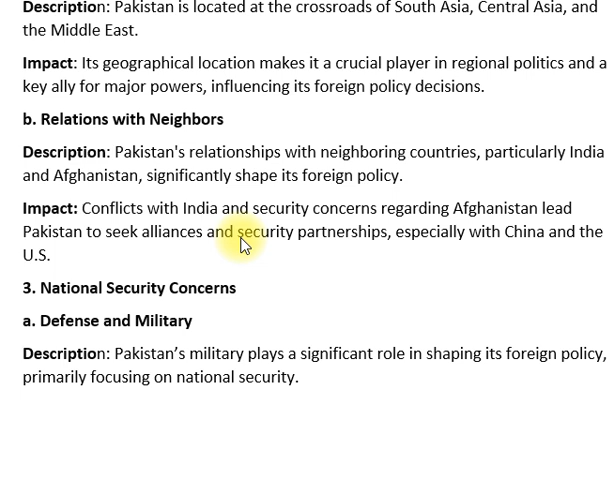 Description: Pakistan is located at the crossroads of South Asia, Central Asia, and
the Middle East.
Impact: Its geographical location makes it a crucial player in regional politics and a
key ally for major powers, influencing its foreign policy decisions.
b. Relations with Neighbors
Description: Pakistan's relationships with neighboring countries, particularly India
and Afghanistan, significantly shape its foreign policy.
Impact: Conflicts with India and security concerns regarding Afghanistan lead
Pakistan to seek alliances and security partnerships, especially with China and the
U.S.
3. National Security Concerns
a. Defense and Military
Description: Pakistan’s military plays a significant role in shaping its foreign policy,
primarily focusing on national security.